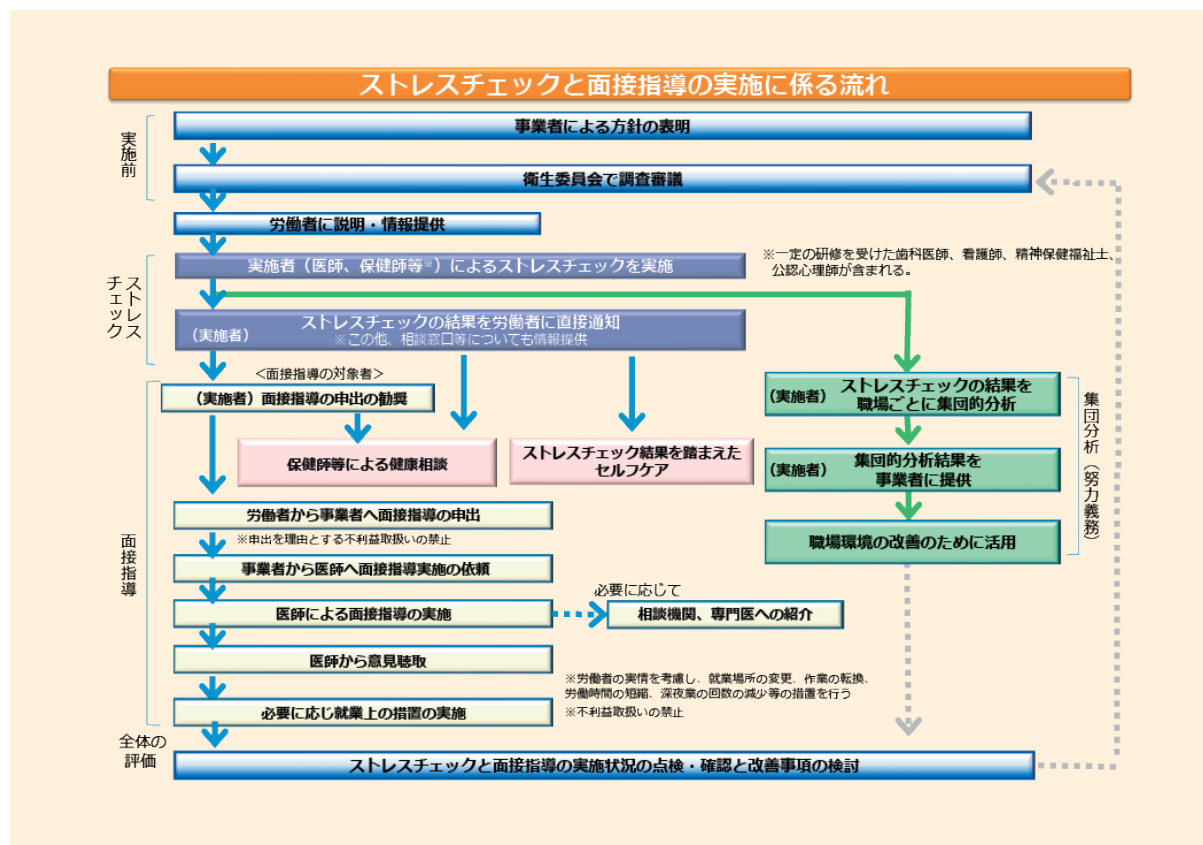 ストレスチェックと面接指導の実施に係る流れ
実施前
事業者による方針の表明
衛生委員会で調査審議
労働者に説明・情報提供
ストレス
チェック
実施者（医師、保健師等※）によるストレスチェックを実施
※一定の研修を受けた歯科医師、看護師、精神保健福祉士、
公認心理師が含まれる。
ストレスチェックの結果を労働者に直接通知
（実施者）
※この他、相談窓口等についても情報提供
面接指導
＜面接指導の対象者＞
（実施者）面接指導の申出の勧奨
保健師等による健康相談
ストレスチェック結果を踏まえた
セルフケア
集団分析（努力義務）
（実施者）
ストレスチェックの結果を
職場ごとに集団的分析
（実施者）
集団的分析結果を
事業者に提供
職場環境の改善のために活用
労働者から事業者へ面接指導の申出
※申出を理由とする不利益取扱いの禁止
事業者から医師へ面接指導実施の依頼
医師による面接指導の実施
必要に応じて
相談機関、専門医への紹介
医師から意見聴取
※労働者の実情を考慮し、就業場所の変更、作業の転換、
労働時間の短縮、深夜業の回数の減少等の措置を行う
※不利益取扱いの禁止
必要に応じ就業上の措置の実施
全体の
評価
ストレスチェックと面接指導の実施状況の点検・確認と改善事項の検討